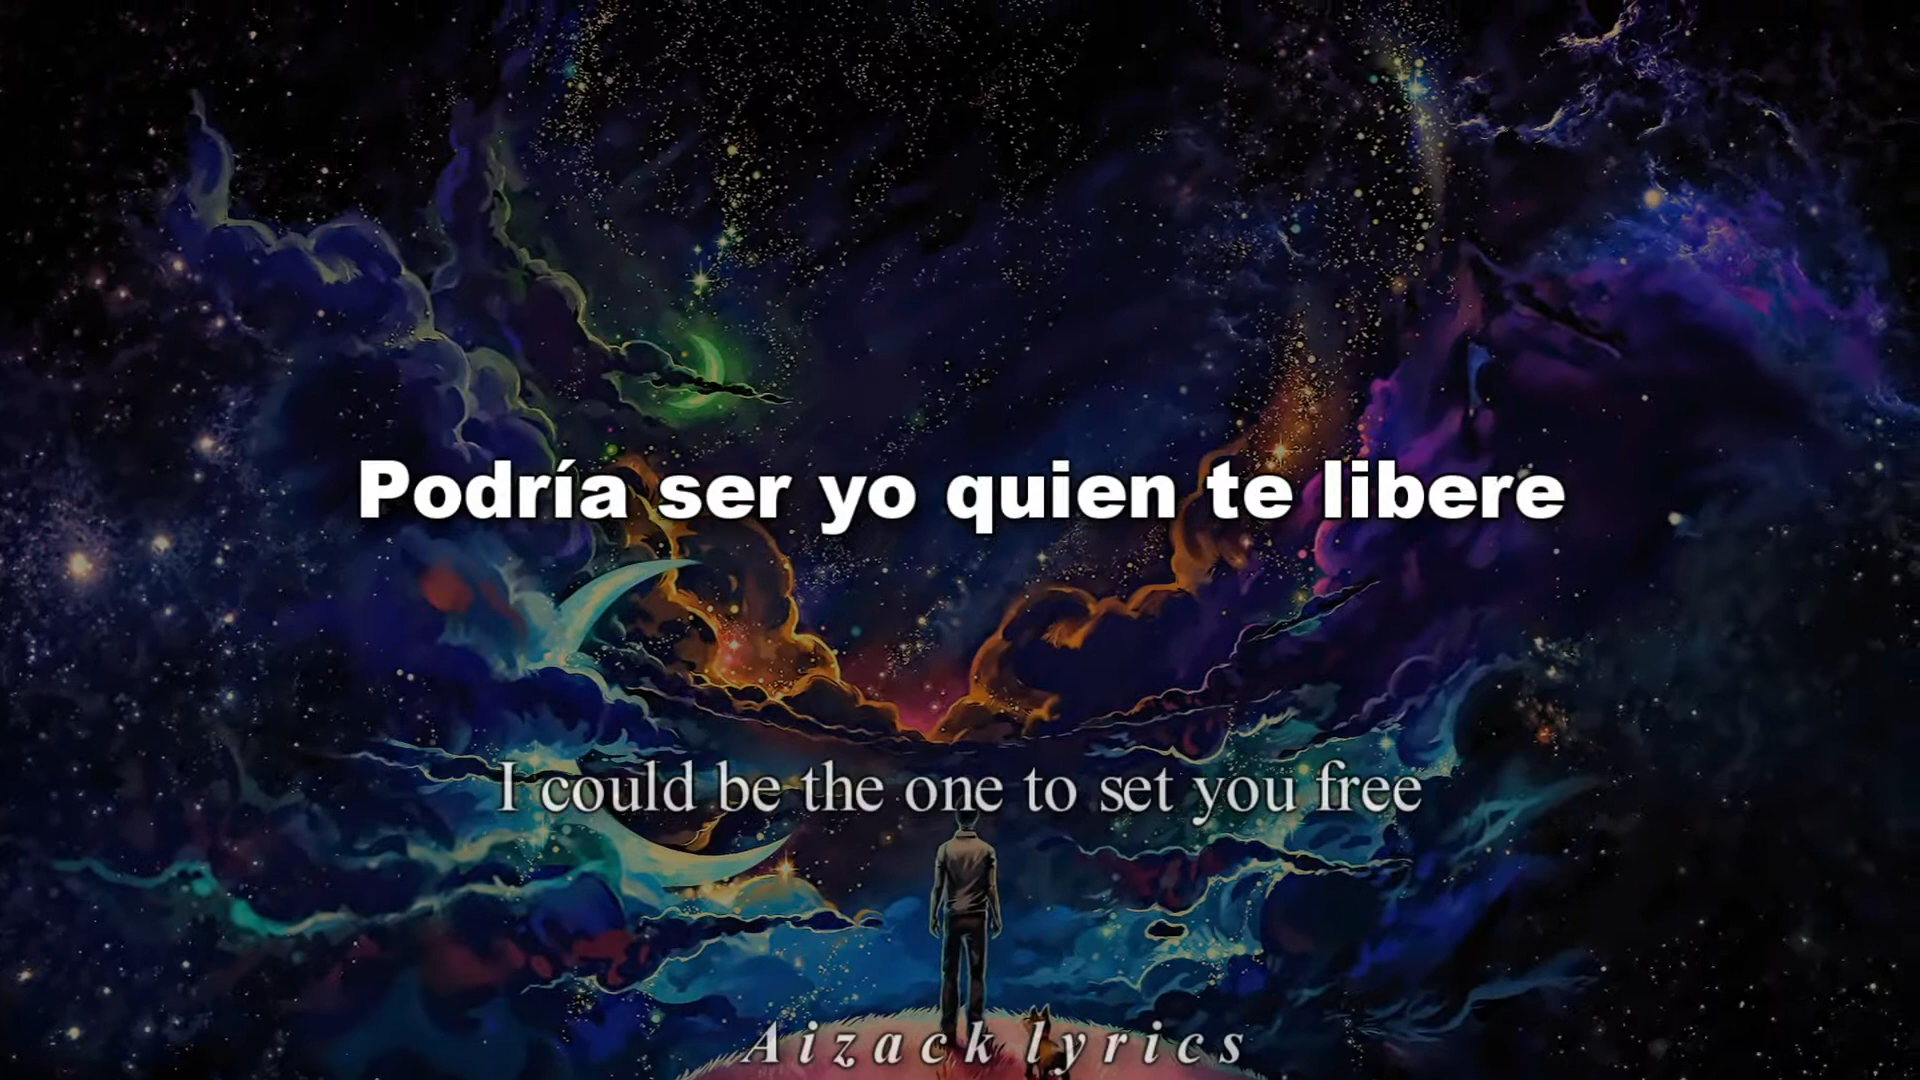 Podría ser yo quien te libere
I could be the one to set you free
Aizack lyrics